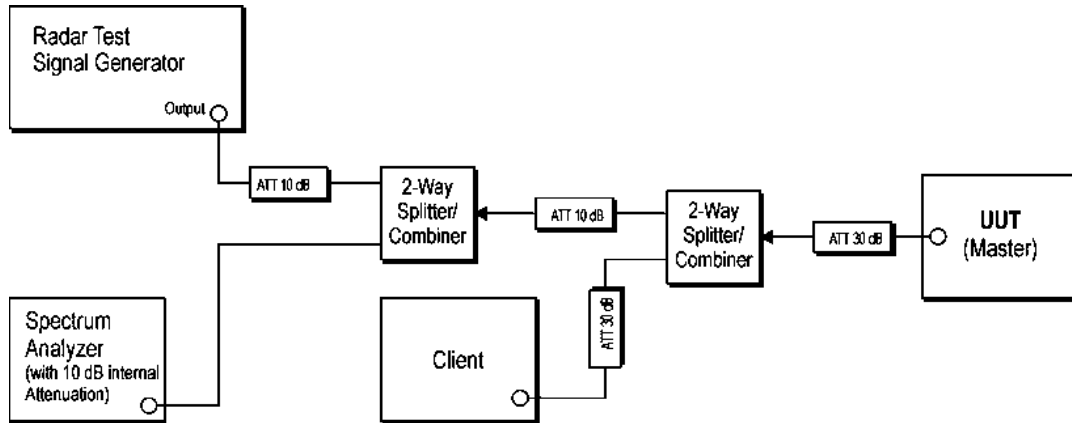 Radar Test
Signal Generator
Output
ATT 10 dB
2-Way
Splitter/
Combiner
ATT 10 dB
2-Way
Splitter/
Combiner
ATT 30 dB
UUT
(Master)
ATT 30 dB
Spectrum
Analyzer
(with 10 dB internal
Attenuation)
Client